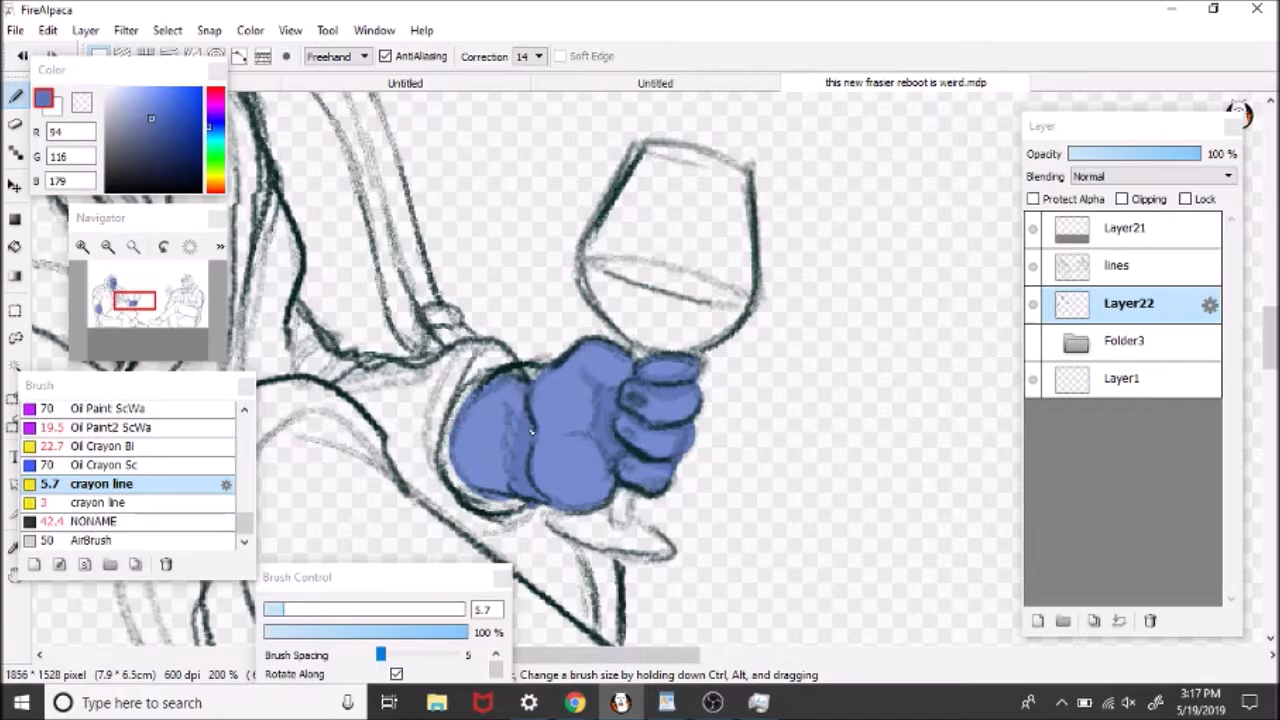 FireAlpaca
File Edit Layer Filter Select Snap Color View Tool Window Help
Freehand AntiAliasing Correction 14 Soft Edge
Untitled Untitled this new frasier reboot is weird.mdp
Color
R 94
G 116
B 179
Navigator
Brush
70 Oil Paint ScWa
19.5 Oil Paint2 ScWa
22.7 Oil Crayon Bl
70 Oil Crayon Sc
5.7 crayon line
3 crayon line
42.4 NONAME
50 AirBrush
Brush Control
5.7
100 %
Brush Spacing 5
Rotate Along
Layer
Opacity 100 %
Blending Normal
Protect Alpha Clipping Lock
Layer21
lines
Layer22
Folder3
Layer1
1856 * 1528 pixel (7.9 * 6.5cm) 600 dpi 200 % , Change a brush size by holding down Ctrl, Alt, and dragging
Type here to search
3:17 PM
5/19/2019